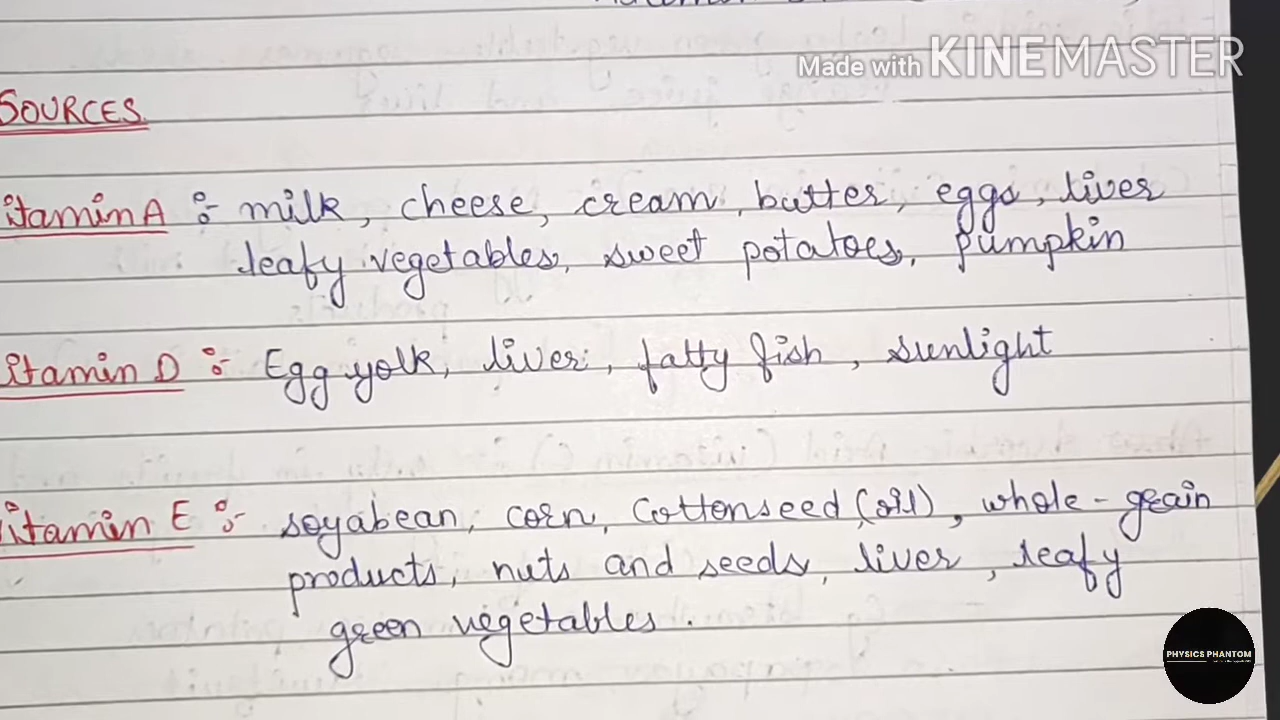 Made with KINEMASTER
SOURCES
itamin A :- milk, cheese, cream, butter, eggs, liver
leafy vegetables, sweet potatoes, pumpkin
itamin D :- Egg yolk, liver, fatty fish, sunlight
itamin E :- soyabean, corn, Cottonseed (oil), whole-grain
products, nuts and seeds, liver, leafy
green vegetables.
PHYSICS PHANTOM